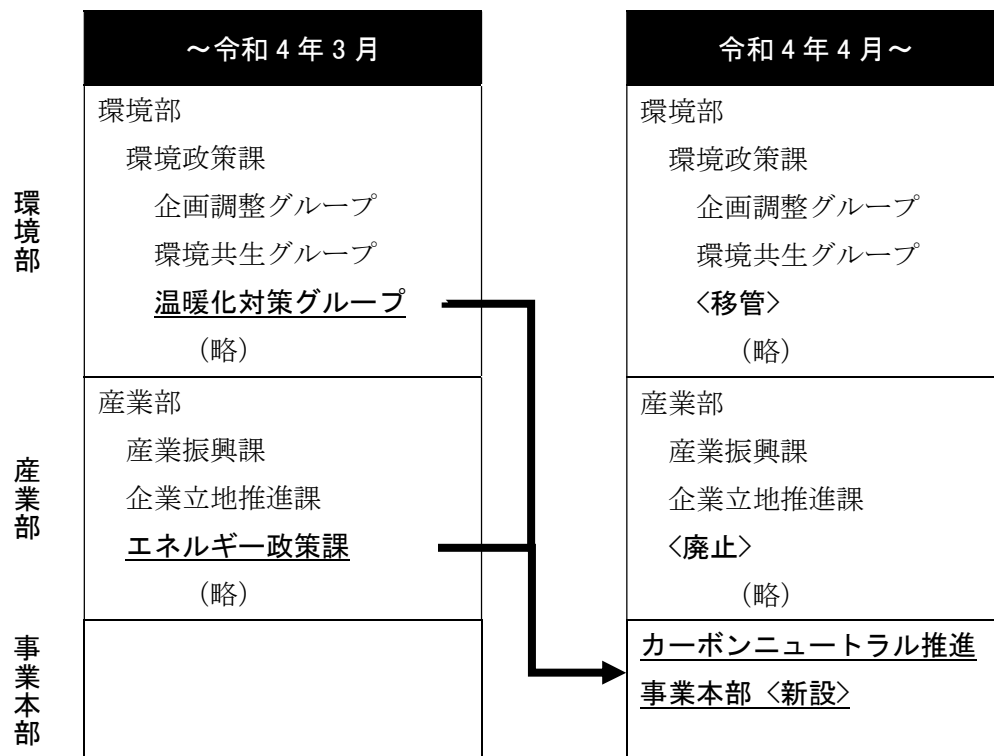 ～令和４年３月
令和４年４月～
環境部
環境部
環境政策課
企画調整グループ
環境共生グループ
温暖化対策グループ
（略）
環境部
環境政策課
企画調整グループ
環境共生グループ
<移管>
（略）
産業部
産業部
産業振興課
企業立地推進課
エネルギー政策課
（略）
産業部
産業振興課
企業立地推進課
<廃止>
（略）
事業本部
カーボンニュートラル推進
事業本部 <新設>